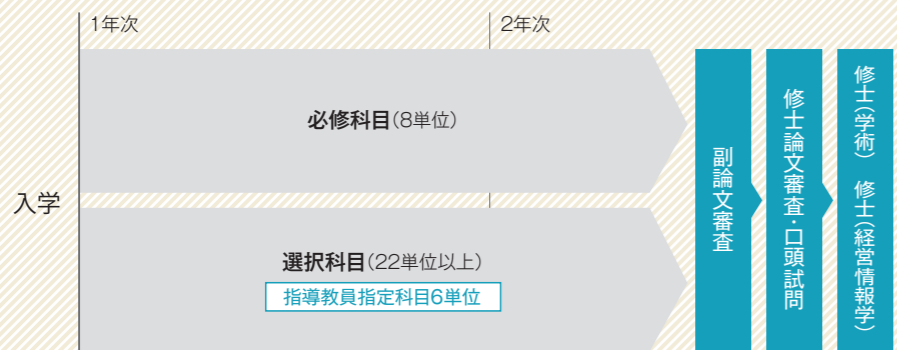 1年次
2年次
入学
必修科目(8単位)
選択科目(22単位以上)
指導教員指定科目6単位
副論文審査
修士論文審査・口頭試問
修士(学術) 修士(経営情報学)